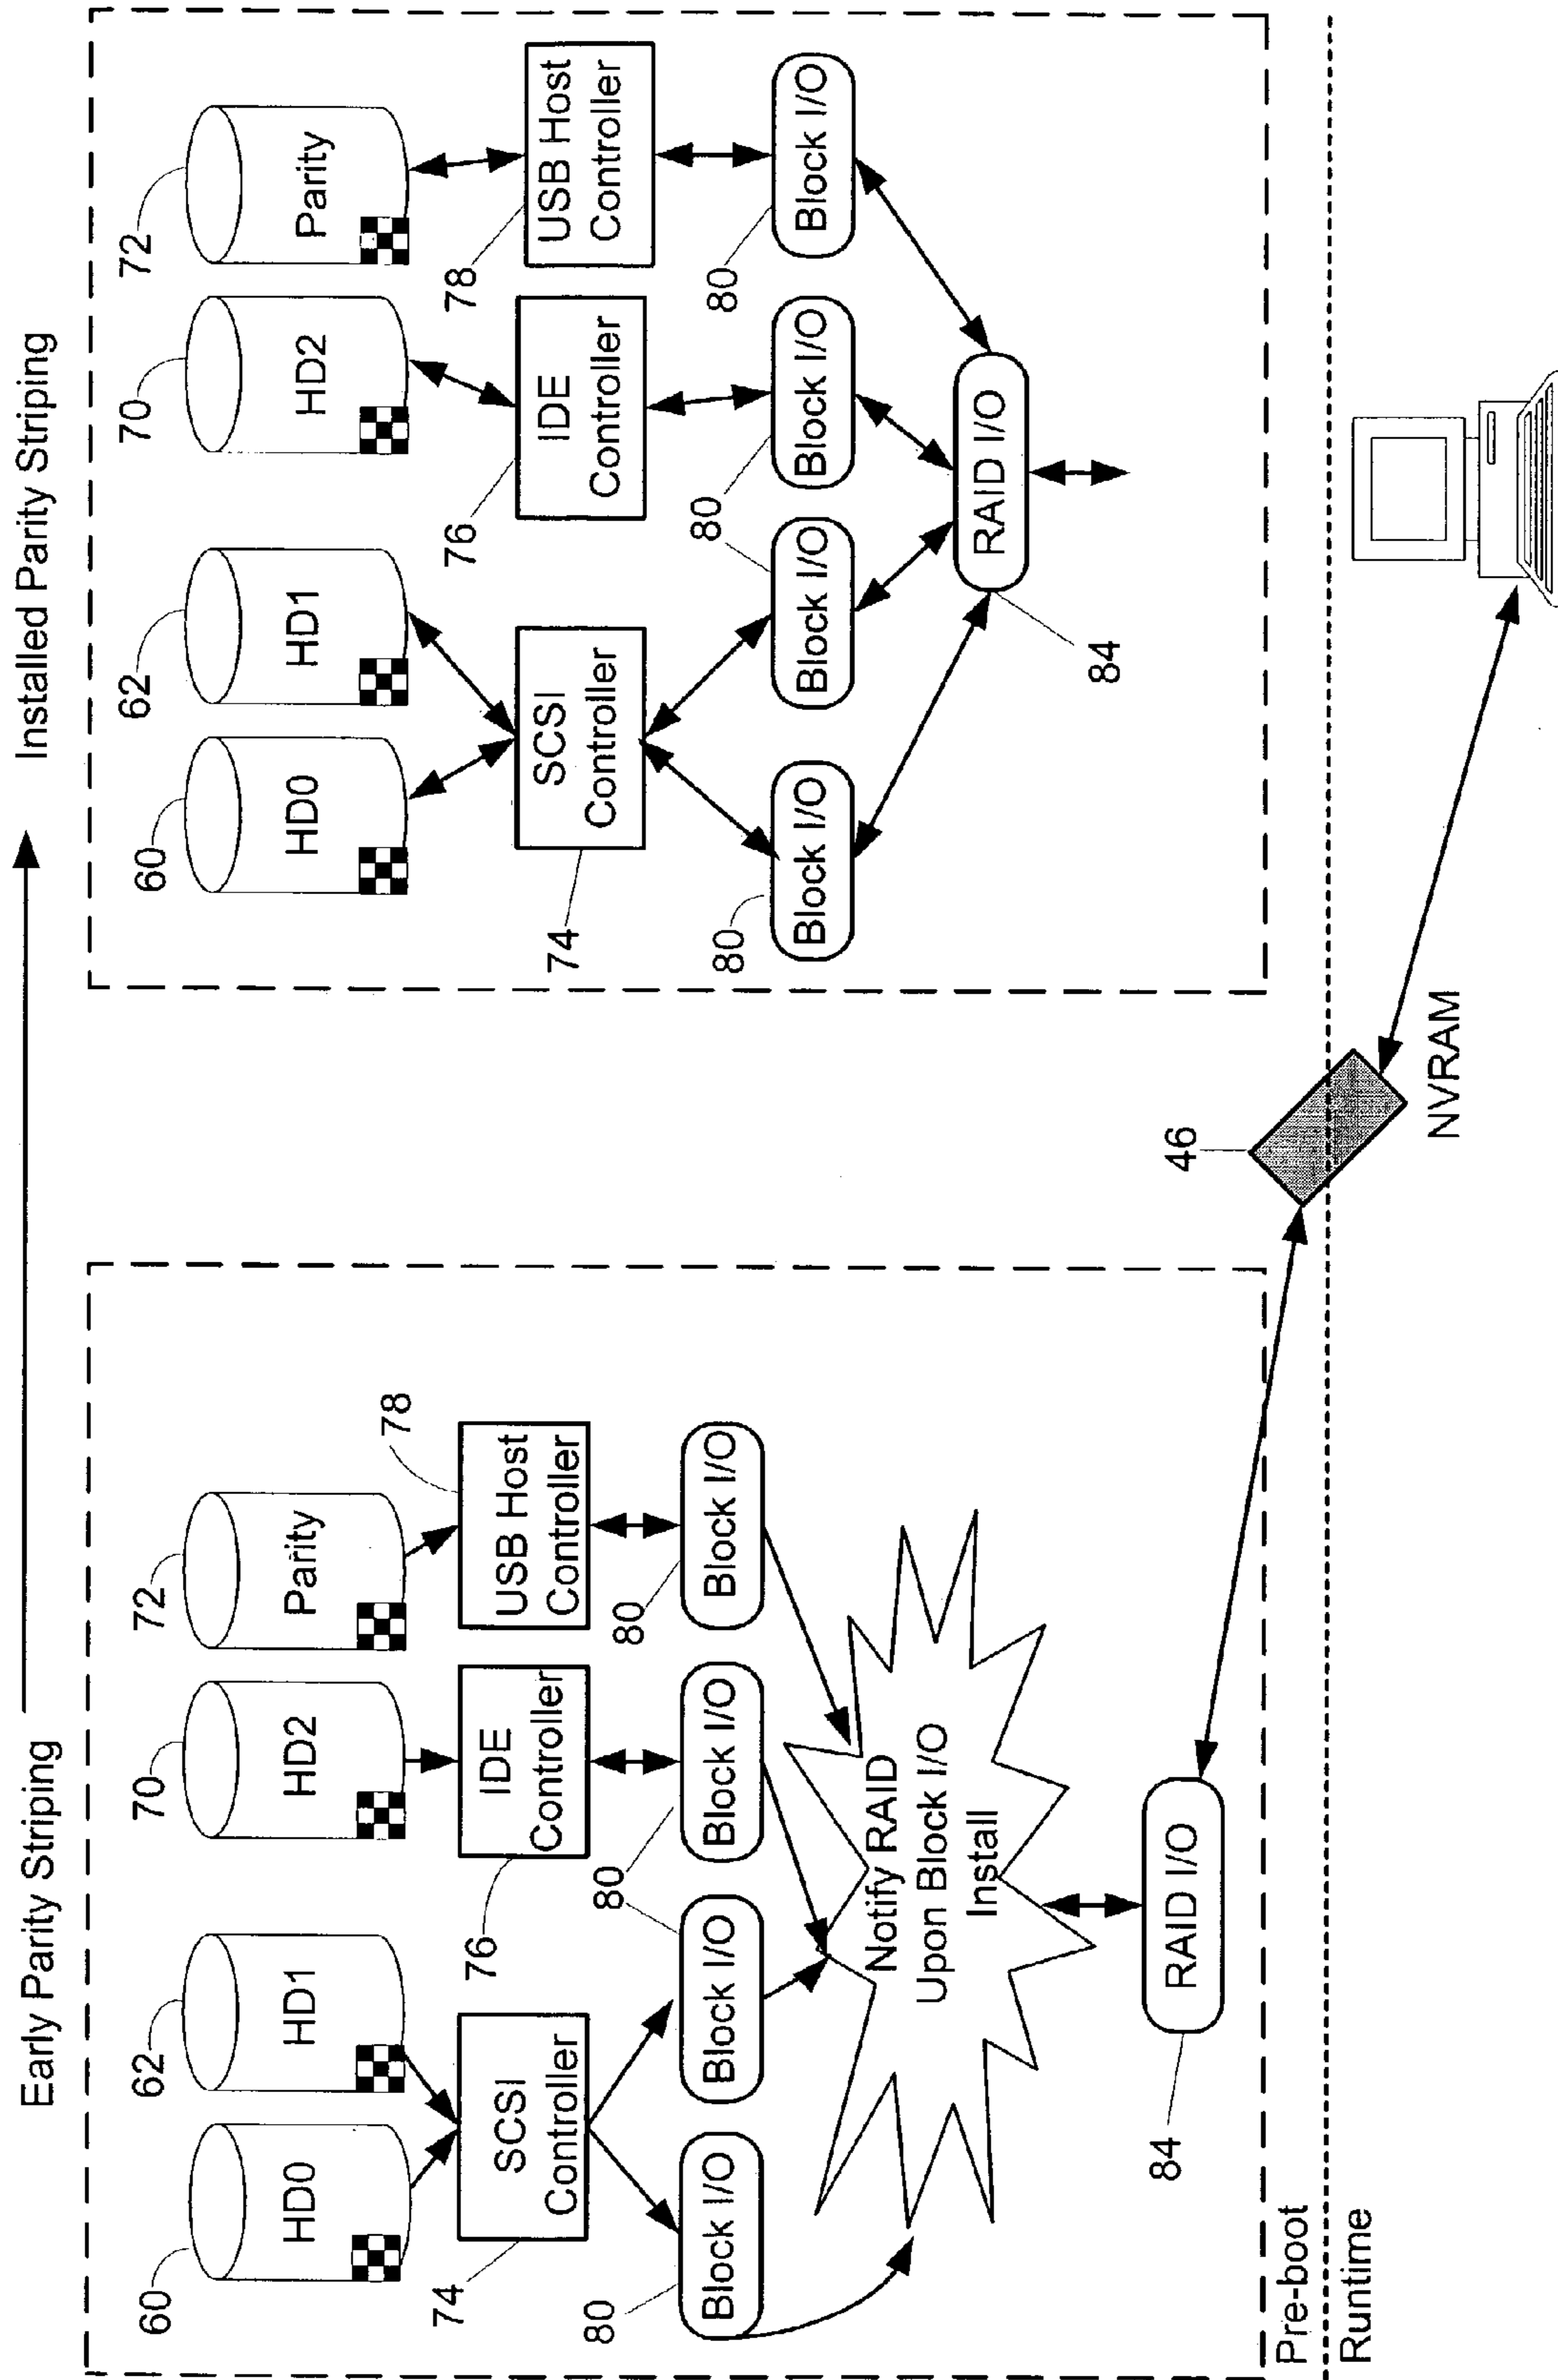 Early Parity Striping
Installed Parity Striping
60
62
70
72
HD0
HD1
HD2
Parity
74
76
78
SCSI
Controller
IDE
Controller
USB Host
Controller
80
80
80
Block I/O
Block I/O
Block I/O
Block I/O
Notify RAID
Upon Block I/O
Install
84
RAID I/O
60
62
70
72
HD0
HD1
HD2
Parity
74
76
78
SCSI
Controller
IDE
Controller
USB Host
Controller
80
80
80
Block I/O
Block I/O
Block I/O
Block I/O
RAID I/O
84
Pre-boot
Runtime
46
NVRAM